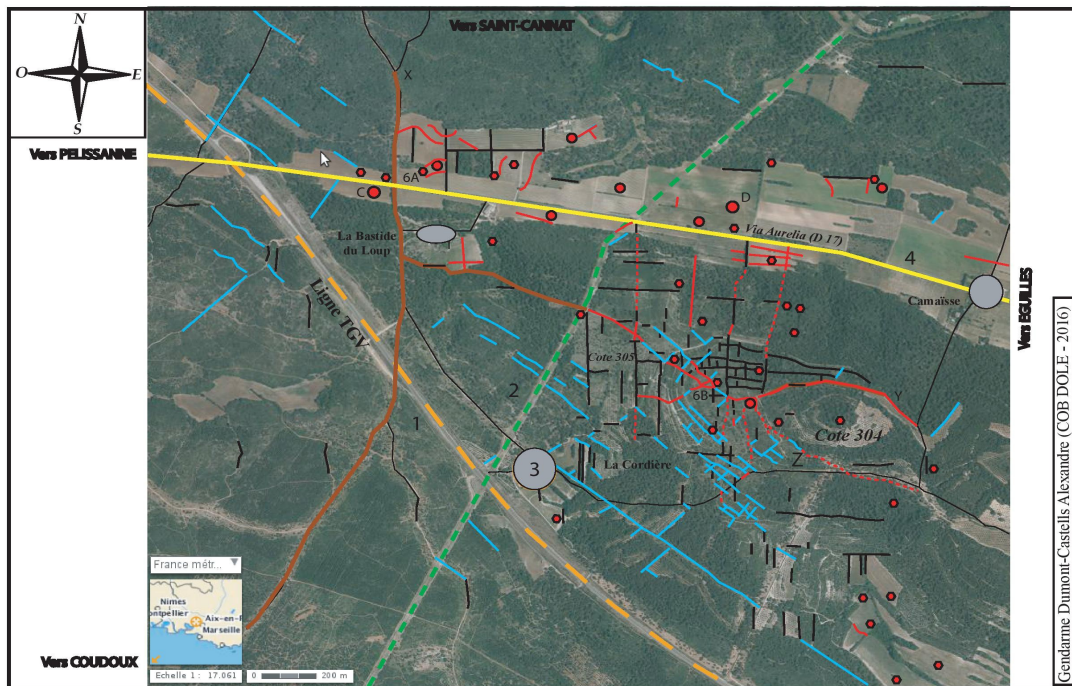 N
O
E
S
Vers SAINT-CANNAT
Vers PELISSANNE
X
6A
C
D
La Bastide
du Loup
Via Aurelia (D 17)
4
Camaïsse
Vers EGUILLES
Ligne TGV
Cote 305
2
6B
Y
1
Cote 304
3
La Cordière
Z
France métr...
Nimes
ontpellier
Aix-en-P
Marseille
Echelle 1 : 17.061
0
200 m
Vers COUDOUX
Gendarme Dumont-Castells Alexandre (COB DOLE - 2016))